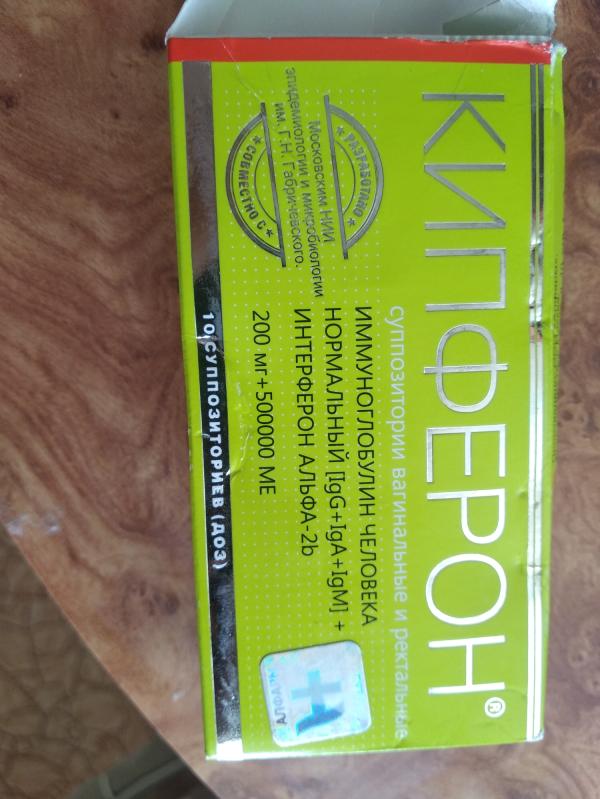 КИПФЕРОН®
суппозитории вагинальные и ректальные
ИММУНОГЛОБУЛИН ЧЕЛОВЕКА
НОРМАЛЬНЫЙ [IgG+IgA+IgM] +
ИНТЕРФЕРОН АЛЬФА-2b
200 мг+500000 МЕ
РАЗРАБОТАНО
Московским НИИ
эпидемиологии и микробиологии
им. Г.Н. Габричевского.
СОВМЕСТНО С
10 СУППОЗИТОРИЕВ (ДОЗ)